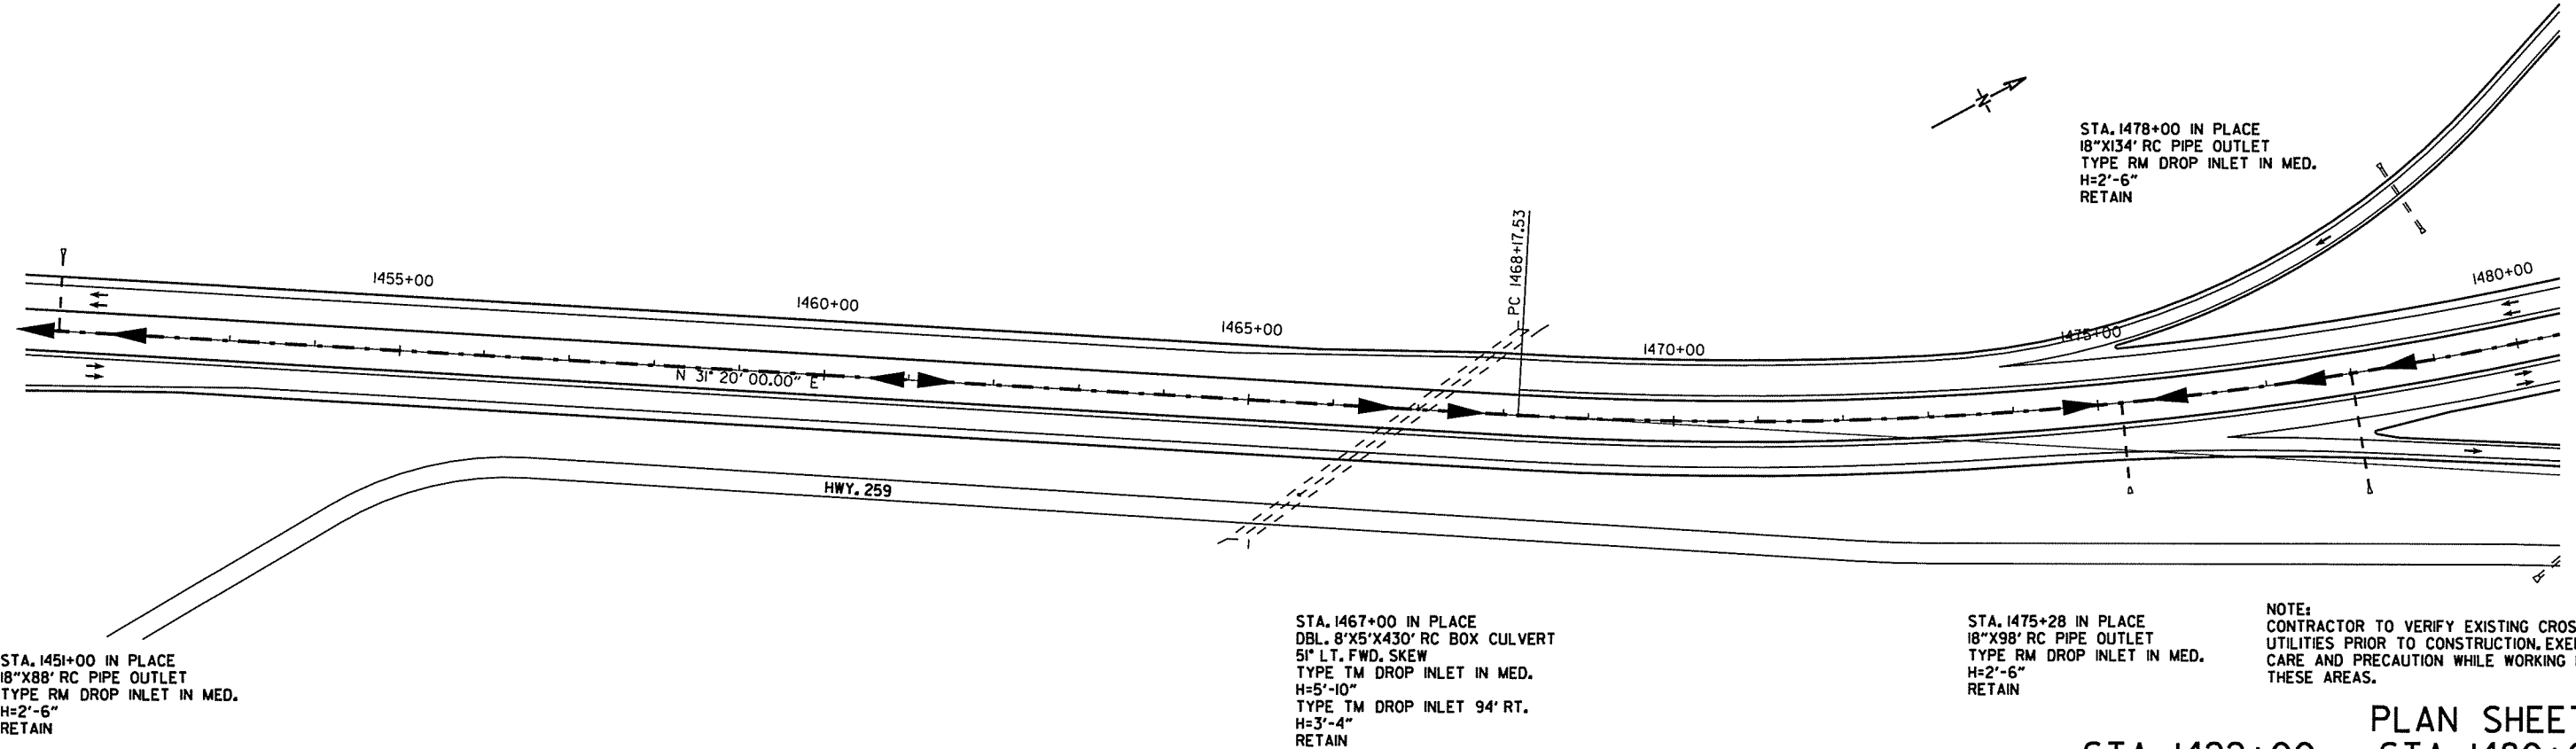 N
STA. 1478+00 IN PLACE
18"X134' RC PIPE OUTLET
TYPE RM DROP INLET IN MED.
H=2'-6"
RETAIN
PC 1468+17.53
1455+00
1460+00
1465+00
1470+00
1475+00
1480+00
N 31° 20' 00.00" E
HWY. 259
STA. 1451+00 IN PLACE
18"X88' RC PIPE OUTLET
TYPE RM DROP INLET IN MED.
H=2'-6"
RETAIN
STA. 1467+00 IN PLACE
DBL. 8'X5'X430' RC BOX CULVERT
51° LT. FWD. SKEW
TYPE TM DROP INLET IN MED.
H=5'-10"
TYPE TM DROP INLET 94' RT.
H=3'-4"
RETAIN
STA. 1475+28 IN PLACE
18"X98' RC PIPE OUTLET
TYPE RM DROP INLET IN MED.
H=2'-6"
RETAIN
NOTE:
CONTRACTOR TO VERIFY EXISTING CROS
UTILITIES PRIOR TO CONSTRUCTION. EXE
CARE AND PRECAUTION WHILE WORKING
THESE AREAS.
PLAN SHEET